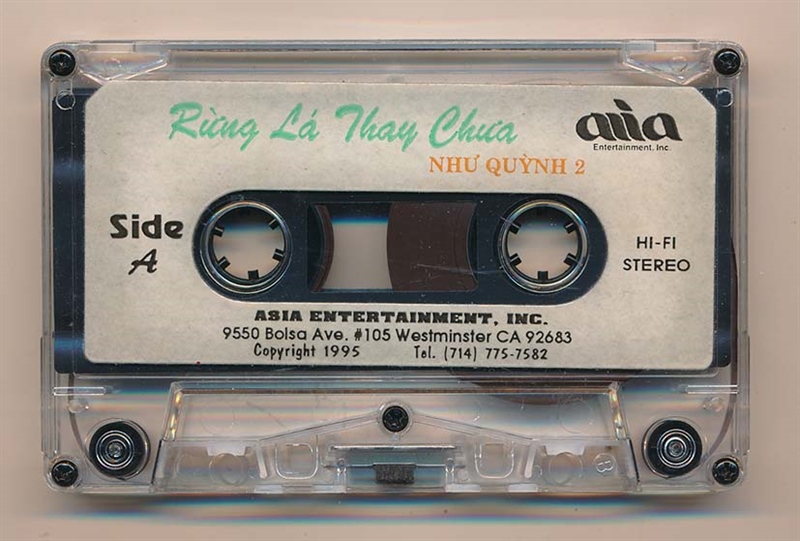 Rừng Lá Thay Chưa
asia
Entertainment, Inc.
NHƯ QUỲNH 2
Side
A
HI-FI
STEREO
ASIA ENTERTAINMENT, INC.
9550 Bolsa Ave. #105 Westminster CA 92683
Copyright 1995 Tel. (714) 775-7582
B